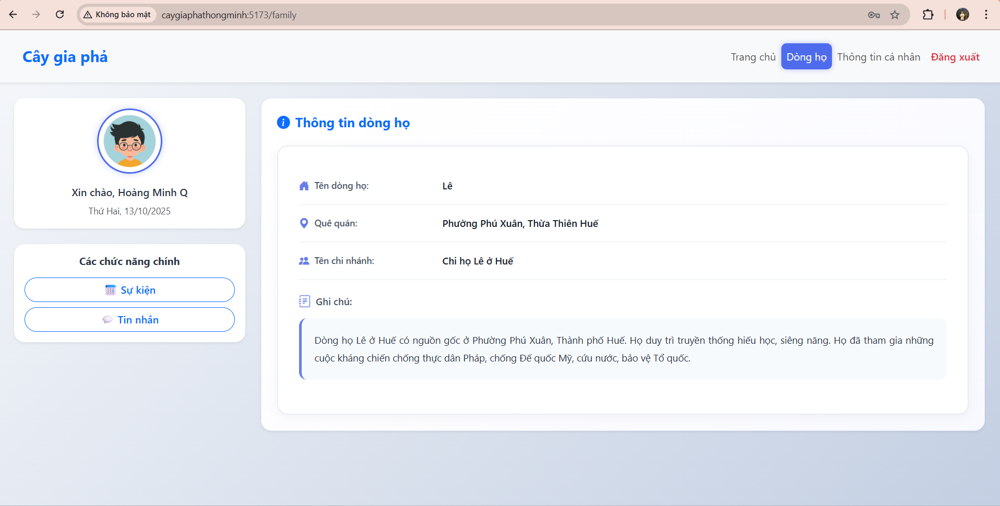 Không bảo mật caygiaphathongminh:5173/family
Cây gia phả
Trang chủ Dòng họ Thông tin cá nhân Đăng xuất
Xin chào, Hoàng Minh Q
Thứ Hai, 13/10/2025
Các chức năng chính
Sự kiện
Tin nhắn
Thông tin dòng họ
Tên dòng họ: Lê
Quê quán: Phường Phú Xuân, Thừa Thiên Huế
Tên chi nhánh: Chi họ Lê ở Huế
Ghi chú:
Dòng họ Lê ở Huế có nguồn gốc ở Phường Phú Xuân, Thành phố Huế. Họ duy trì truyền thống hiếu học, siêng năng. Họ đã tham gia những
cuộc kháng chiến chống thực dân Pháp, chống Đế quốc Mỹ, cứu nước, bảo vệ Tổ quốc.